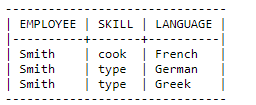 -----------------------------
| EMPLOYEE | SKILL | LANGUAGE |
|----------+-------+----------|
| Smith    | cook  | French   |
| Smith    | type  | German   |
| Smith    | type  | Greek    |
-----------------------------